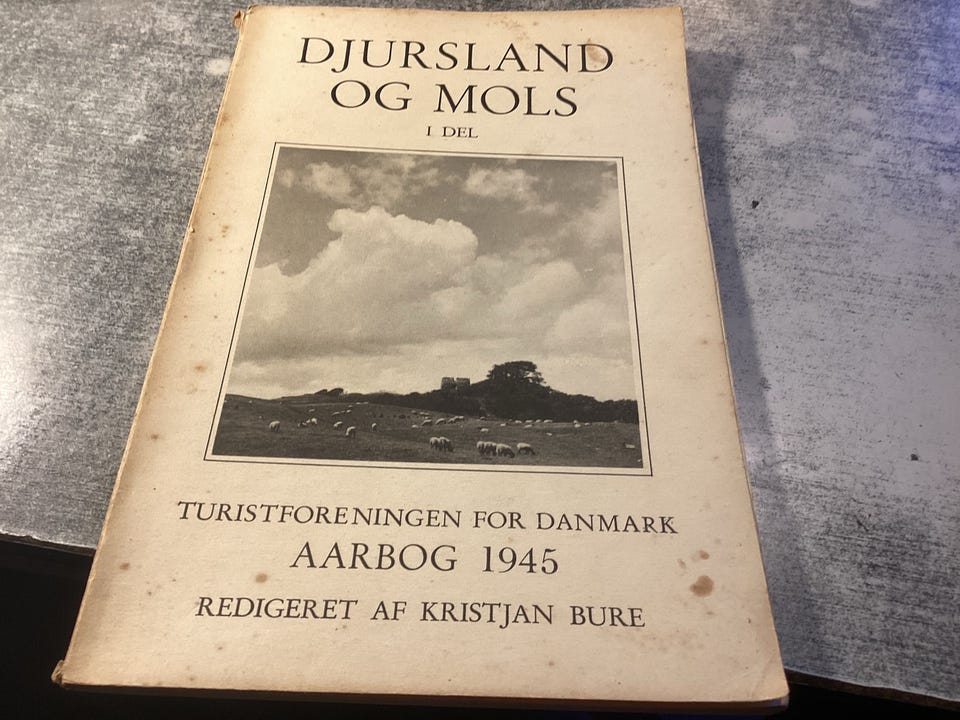 DJURSLAND
OG MOLS
I DEL
TURISTFORENINGEN FOR DANMARK
AARBOG 1945
REDIGERET AF KRISTJAN BURE